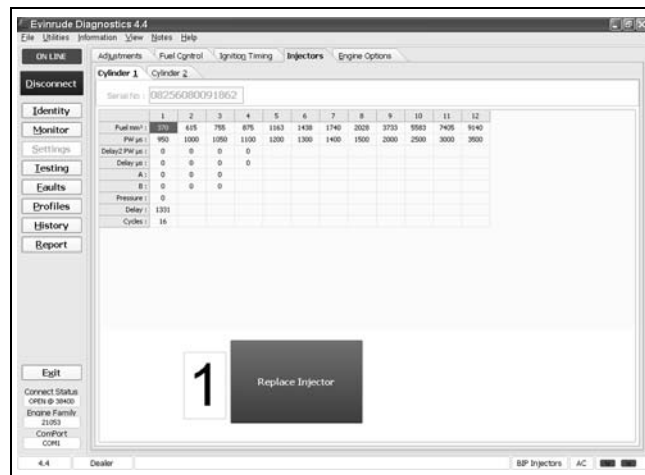 Evinrude Diagnostics 4.4
File Utilities Information View Notes Help
ON LINE
Adjustments Fuel Control Ignition Timing Injectors Engine Options
Cylinder 1 Cylinder 2
Disconnect
Serial No : 08256080091862
Identity
Monitor
Settings
Testing
Faults
Profiles
History
Report
1 2 3 4 5 6 7 8 9 10 11 12
Fuel mm³ : 370 615 755 875 1163 1438 1740 2028 3733 5583 7405 9140
PW µs : 950 1000 1050 1100 1200 1300 1400 1500 2000 2500 3000 3500
Delay2 PW µs : 0 0 0 0
Delay µs : 0 0 0 0
A : 0 0 0
B : 0 0 0
Pressure : 0
Delay : 1331
Cycles : 16
1 Replace Injector
Exit
Connect Status
OPEN @ 38400
Engine Family
21053
ComPort
COM1
4.4 Dealer BIP Injectors AC